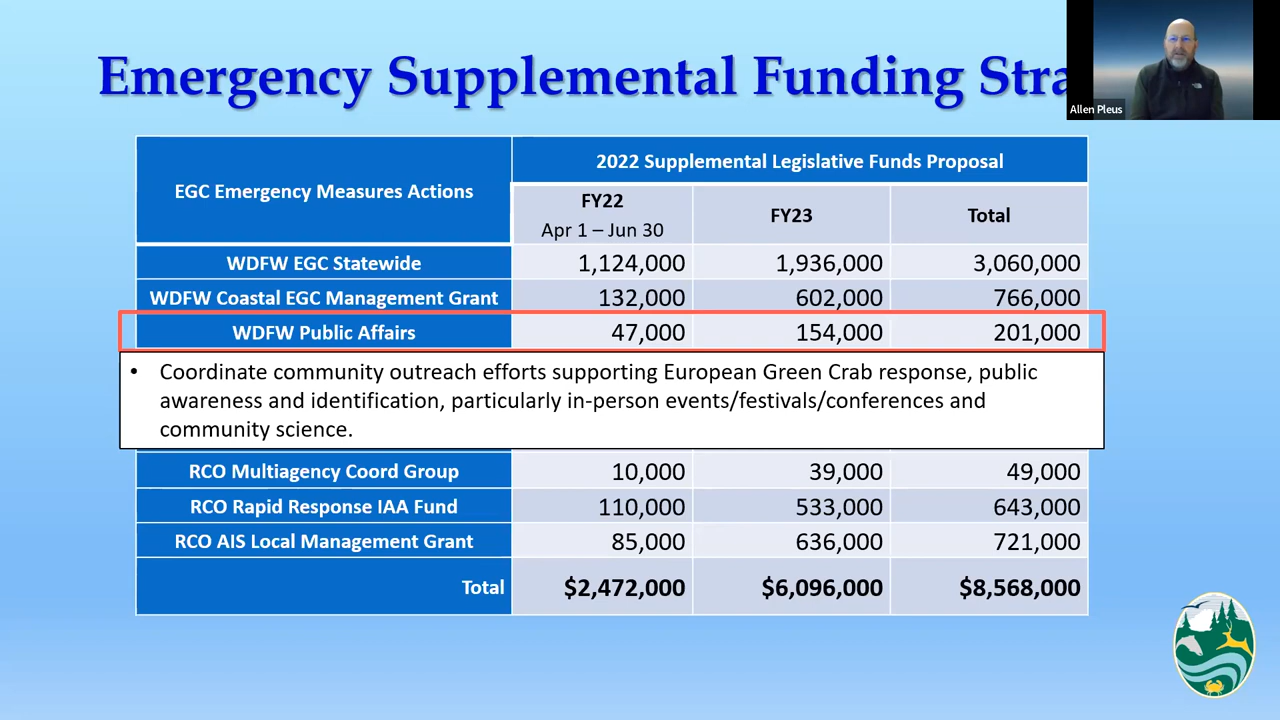 Emergency Supplemental Funding Stra
Allen Pleus
EGC Emergency Measures Actions
2022 Supplemental Legislative Funds Proposal
FY22
Apr 1 – Jun 30
FY23
Total
WDFW EGC Statewide 1,124,000 1,936,000 3,060,000
WDFW Coastal EGC Management Grant 132,000 602,000 766,000
WDFW Public Affairs 47,000 154,000 201,000
• Coordinate community outreach efforts supporting European Green Crab response, public
awareness and identification, particularly in-person events/festivals/conferences and
community science.
RCO Multiagency Coord Group 10,000 39,000 49,000
RCO Rapid Response IAA Fund 110,000 533,000 643,000
RCO AIS Local Management Grant 85,000 636,000 721,000
Total $2,472,000 $6,096,000 $8,568,000